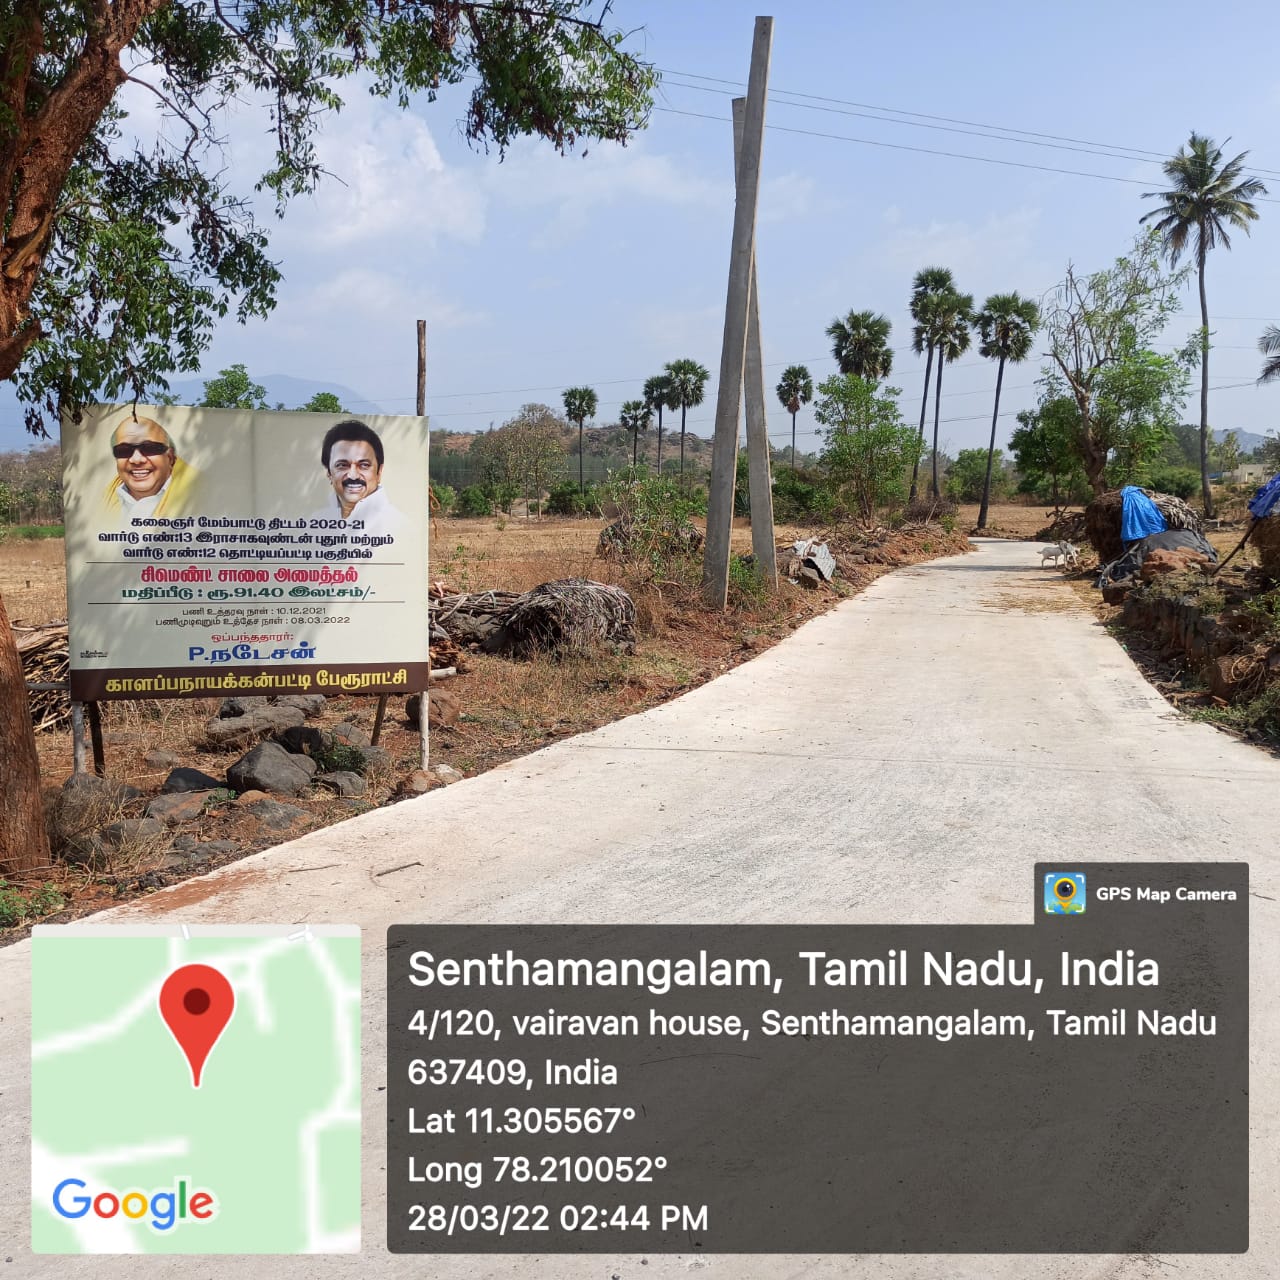 கலைஞர் மேம்பாட்டு திட்டம் 2020-21
வார்டு எண்:13 இராசாகவுண்டன் புதூர் மற்றும்
வார்டு எண்:12 தொட்டியப்பட்டி பகுதியில்
சிமெண்ட் சாலை அமைத்தல்
மதிப்பீடு : ரூ.91.40 இலட்சம்/-
பணி உத்தரவு நாள் : 10.12.2021
பணிமுடிவுறும் உத்தேச நாள் : 08.03.2022
ஒப்பந்ததாரர்:
P.நடேசன்
காளப்பநாயக்கன்பட்டி பேரூராட்சி
GPS Map Camera
Senthamangalam, Tamil Nadu, India
4/120, vairavan house, Senthamangalam, Tamil Nadu
637409, India
Lat 11.305567°
Long 78.210052°
28/03/22 02:44 PM
Google